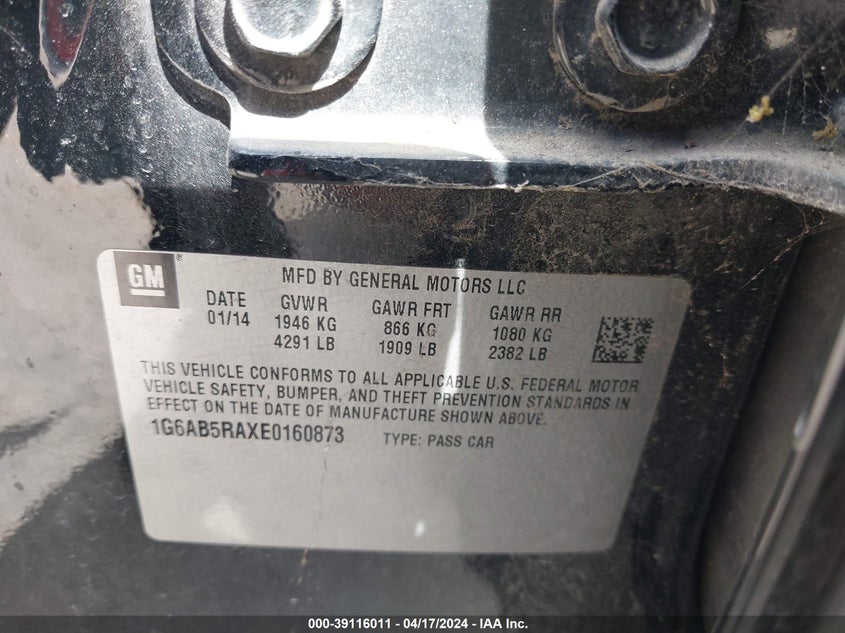 GM®
MFD BY GENERAL MOTORS LLC
DATE GVWR GAWR FRT GAWR RR
01/14 1946 KG 866 KG 1080 KG
4291 LB 1909 LB 2382 LB
THIS VEHICLE CONFORMS TO ALL APPLICABLE U.S. FEDERAL MOTOR
VEHICLE SAFETY, BUMPER, AND THEFT PREVENTION STANDARDS IN
EFFECT ON THE DATE OF MANUFACTURE SHOWN ABOVE.
1G6AB5RAXE0160873 TYPE: PASS CAR
000-39116011 - 04/17/2024 - IAA Inc.